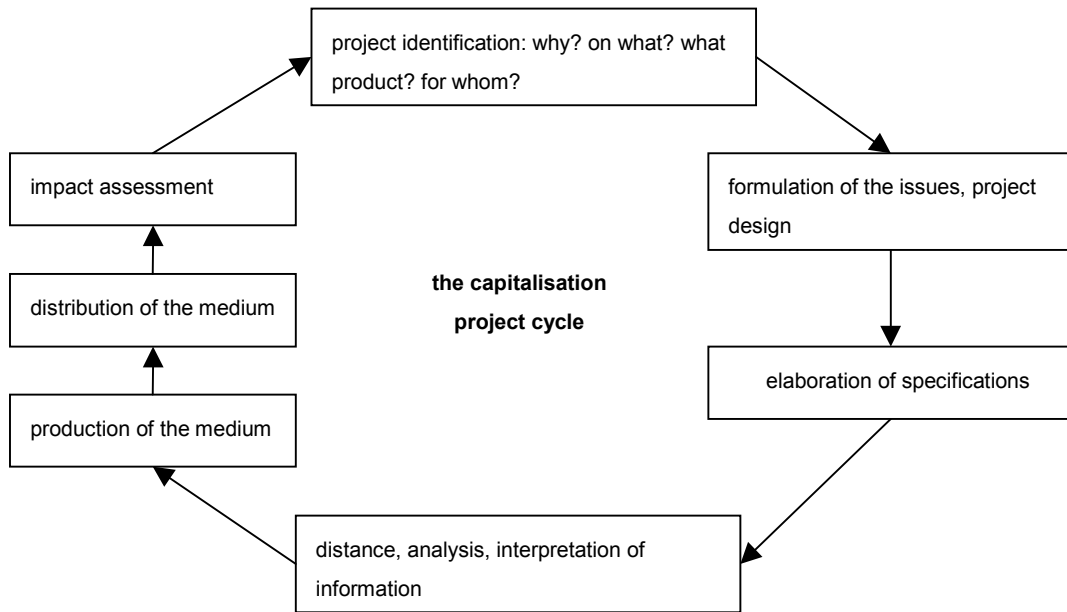 project identification: why? on what? what
product? for whom?
impact assessment
formulation of the issues, project
design
the capitalisation
project cycle
distribution of the medium
elaboration of specifications
production of the medium
distance, analysis, interpretation of
information